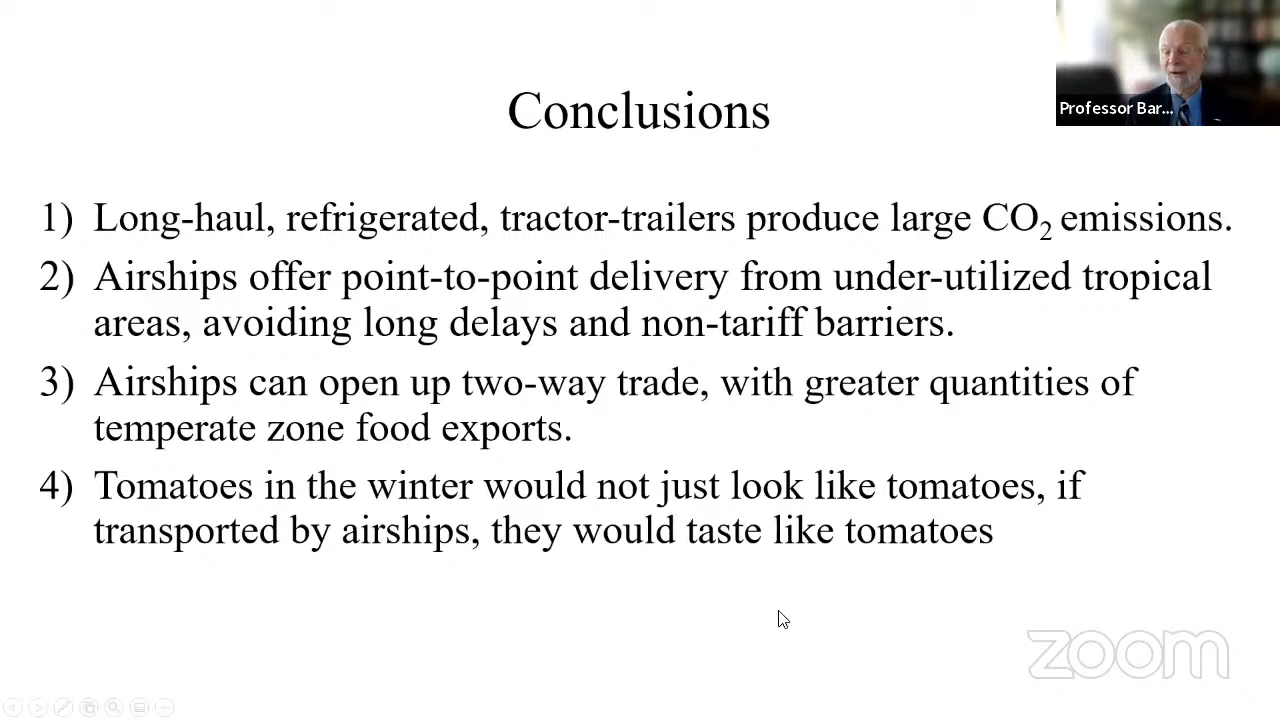 Conclusions
Professor Bar...
1) Long-haul, refrigerated, tractor-trailers produce large CO₂ emissions.
2) Airships offer point-to-point delivery from under-utilized tropical
areas, avoiding long delays and non-tariff barriers.
3) Airships can open up two-way trade, with greater quantities of
temperate zone food exports.
4) Tomatoes in the winter would not just look like tomatoes, if
transported by airships, they would taste like tomatoes
zoom